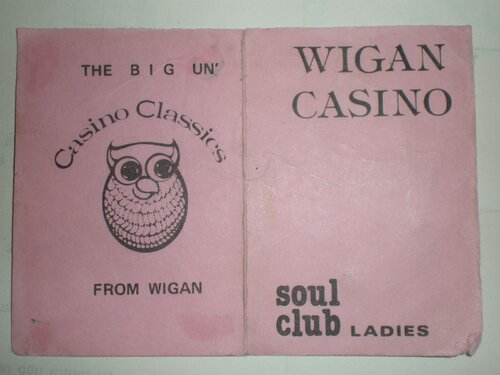 THE BIG UN'
Casino Classics
FROM WIGAN
WIGAN
CASINO
soul
club LADIES